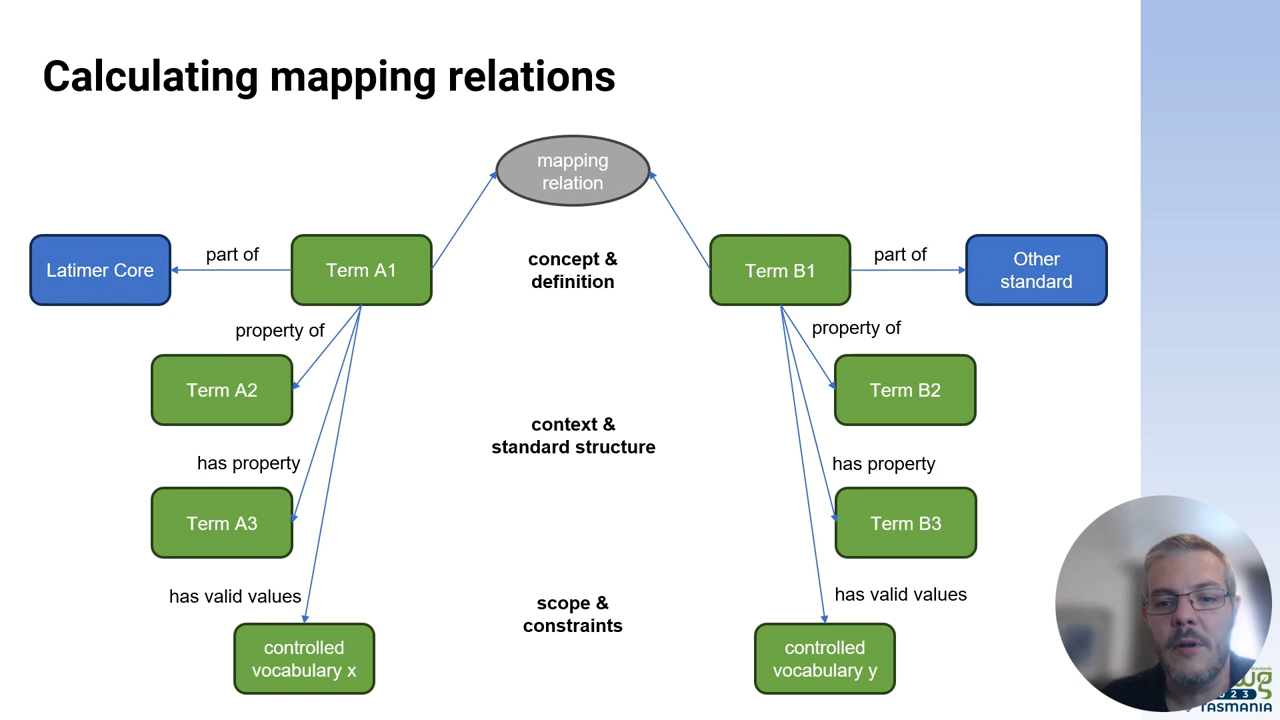 Calculating mapping relations
mapping
relation
Latimer Core
part of
Term A1
concept &
definition
Term B1
part of
Other
standard
property of
property of
Term A2
Term B2
context &
standard structure
has property
has property
Term A3
Term B3
has valid values
has valid values
scope &
constraints
controlled
vocabulary x
controlled
vocabulary y
TASMANIA